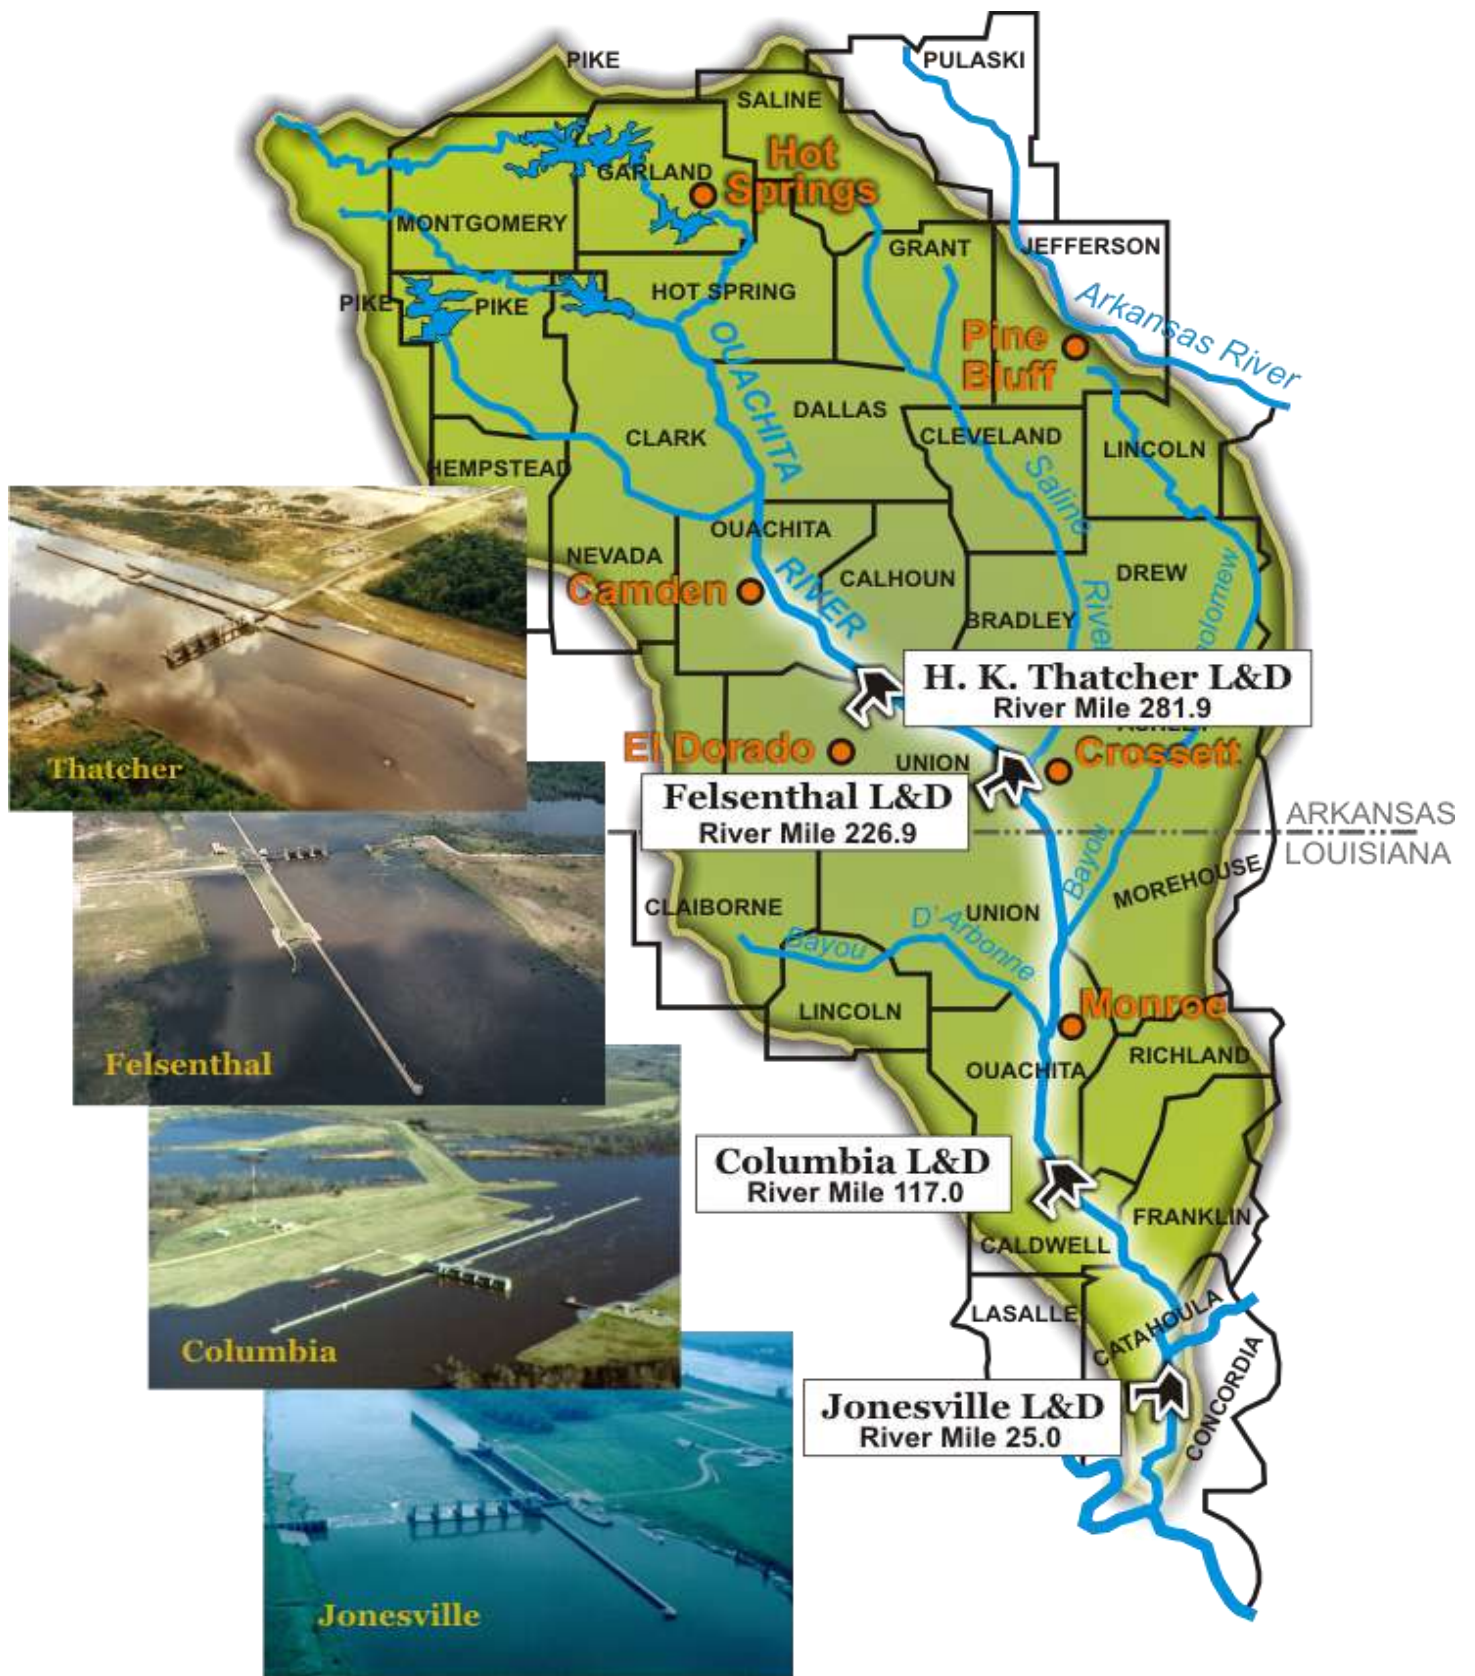 PIKE
PULASKI
SALINE
Hot
Springs
GARLAND
MONTGOMERY
GRANT
JEFFERSON
PIKE
PIKE
HOT SPRING
Arkansas River
OUACHITA
RIVER
Pine
Bluff
DALLAS
CLARK
CLEVELAND
LINCOLN
HEMPSTEAD
Saline
River
OUACHITA
NEVADA
CALHOUN
DREW
Camden
BRADLEY
H. K. Thatcher L&D
River Mile 281.9
El Dorado
UNION
Crossett
Thatcher
Felsenthal L&D
River Mile 226.9
ARKANSAS
LOUISIANA
Bayou
MOREHOUSE
CLAIBORNE
UNION
Bayou
D'Arbonne
LINCOLN
Monroe
RICHLAND
OUACHITA
Felsenthal
Columbia L&D
River Mile 117.0
FRANKLIN
CALDWELL
LASALLE
CATAHOULA
CONCORDIA
Columbia
Jonesville L&D
River Mile 25.0
Jonesville